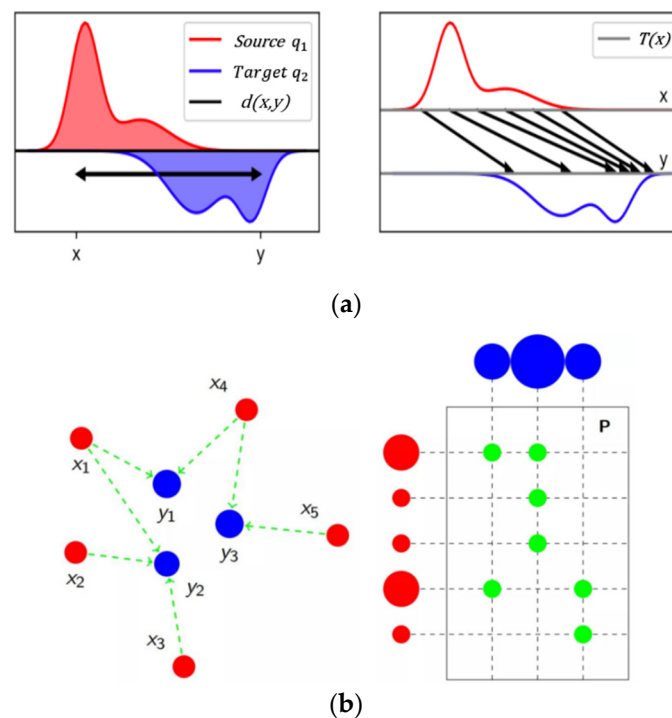 Source q₁
Target q₂
d(x,y)
x
y
T(x)
x
y
(a)
x₄
x₁
y₁
x₅
y₃
x₂
y₂
x₃
P
(b)